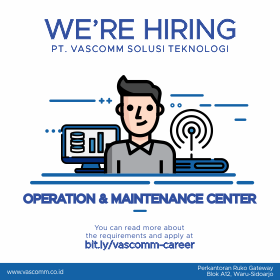 WE'RE HIRING
PT. VASCOMM SOLUSI TEKNOLOGI
OPERATION & MAINTENANCE CENTER
You can read more about
the requirements and apply at
bit.ly/vascomm-career
www.vascomm.co.id
Perkantoran Ruko Gateway
Blok A12, Waru-Sidoarjo